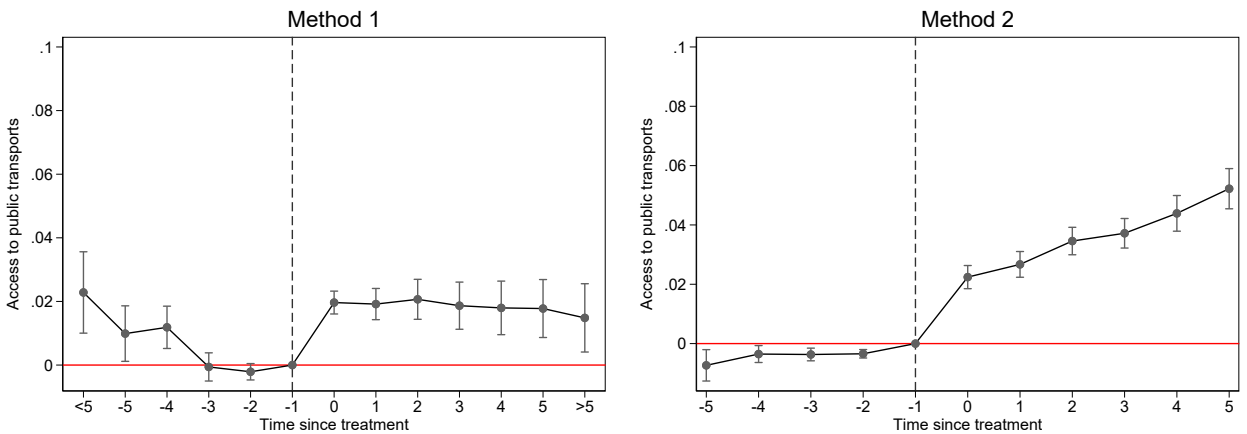 Method 1
Access to public transports
.1
.08
.06
.04
.02
0
<5 -5 -4 -3 -2 -1 0 1 2 3 4 5 >5
Time since treatment
Method 2
Access to public transports
.1
.08
.06
.04
.02
0
-5 -4 -3 -2 -1 0 1 2 3 4 5
Time since treatment